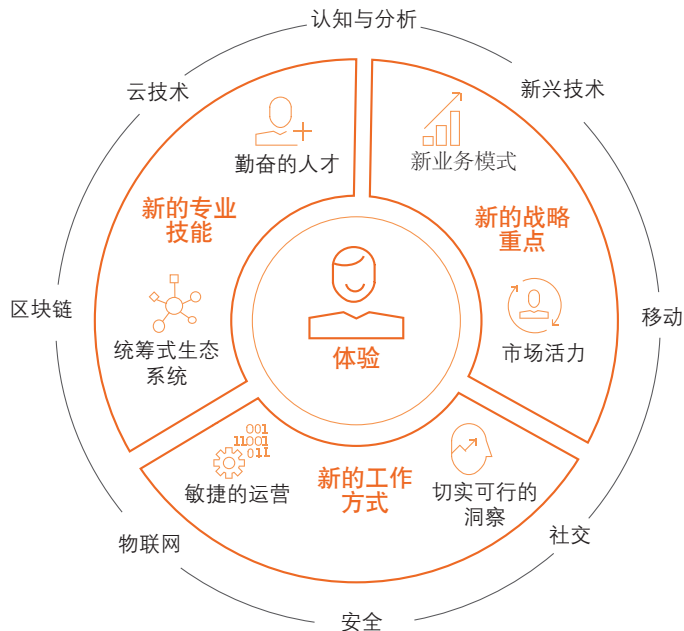 认知与分析
云技术
新兴技术
勤奋的人才
新业务模式
新的专业
技能
新的战略
重点
区块链
移动
统筹式生态
系统
体验
市场活力
001
11001
011
敏捷的运营
新的工作
方式
切实可行的
洞察
物联网
社交
安全